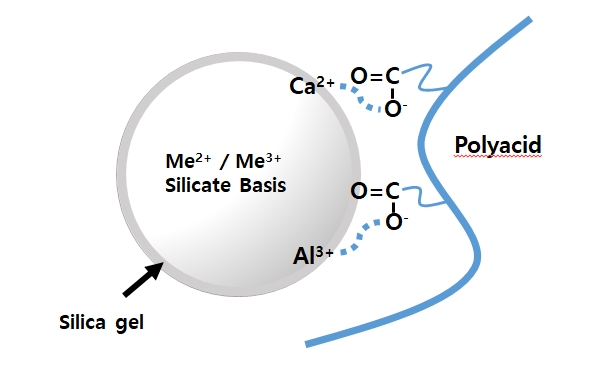 Ca²⁺
O=C
O⁻
Polyacid
Me²⁺ / Me³⁺
Silicate Basis
O=C
O⁻
Al³⁺
Silica gel